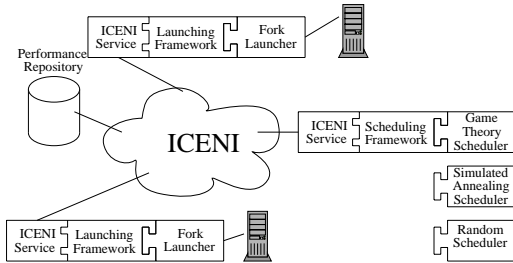 ICENI
Service
Launching
Framework
Fork
Launcher
Performance
Repository
ICENI
ICENI
Service
Scheduling
Framework
Game
Theory
Scheduler
Simulated
Annealing
Scheduler
ICENI
Service
Launching
Framework
Fork
Launcher
Random
Scheduler